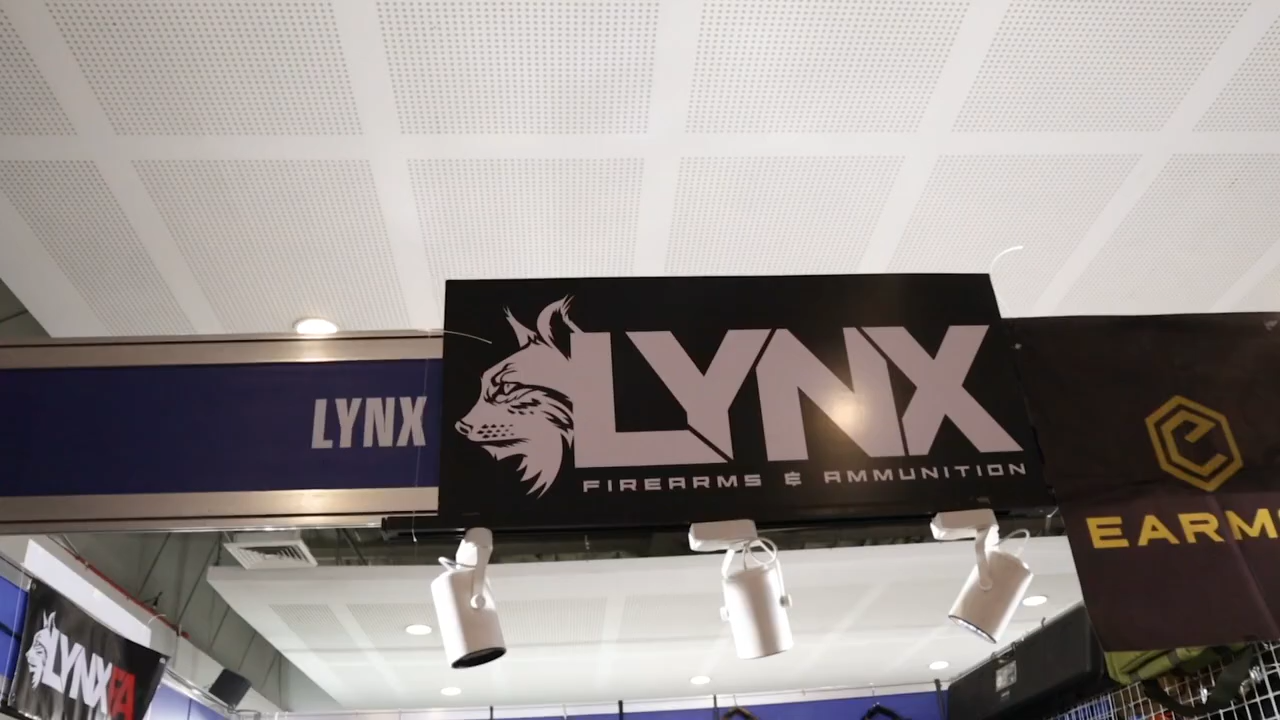 LYNX
LYNX
FIREARMS & AMMUNITION
EARM
LYNXFA